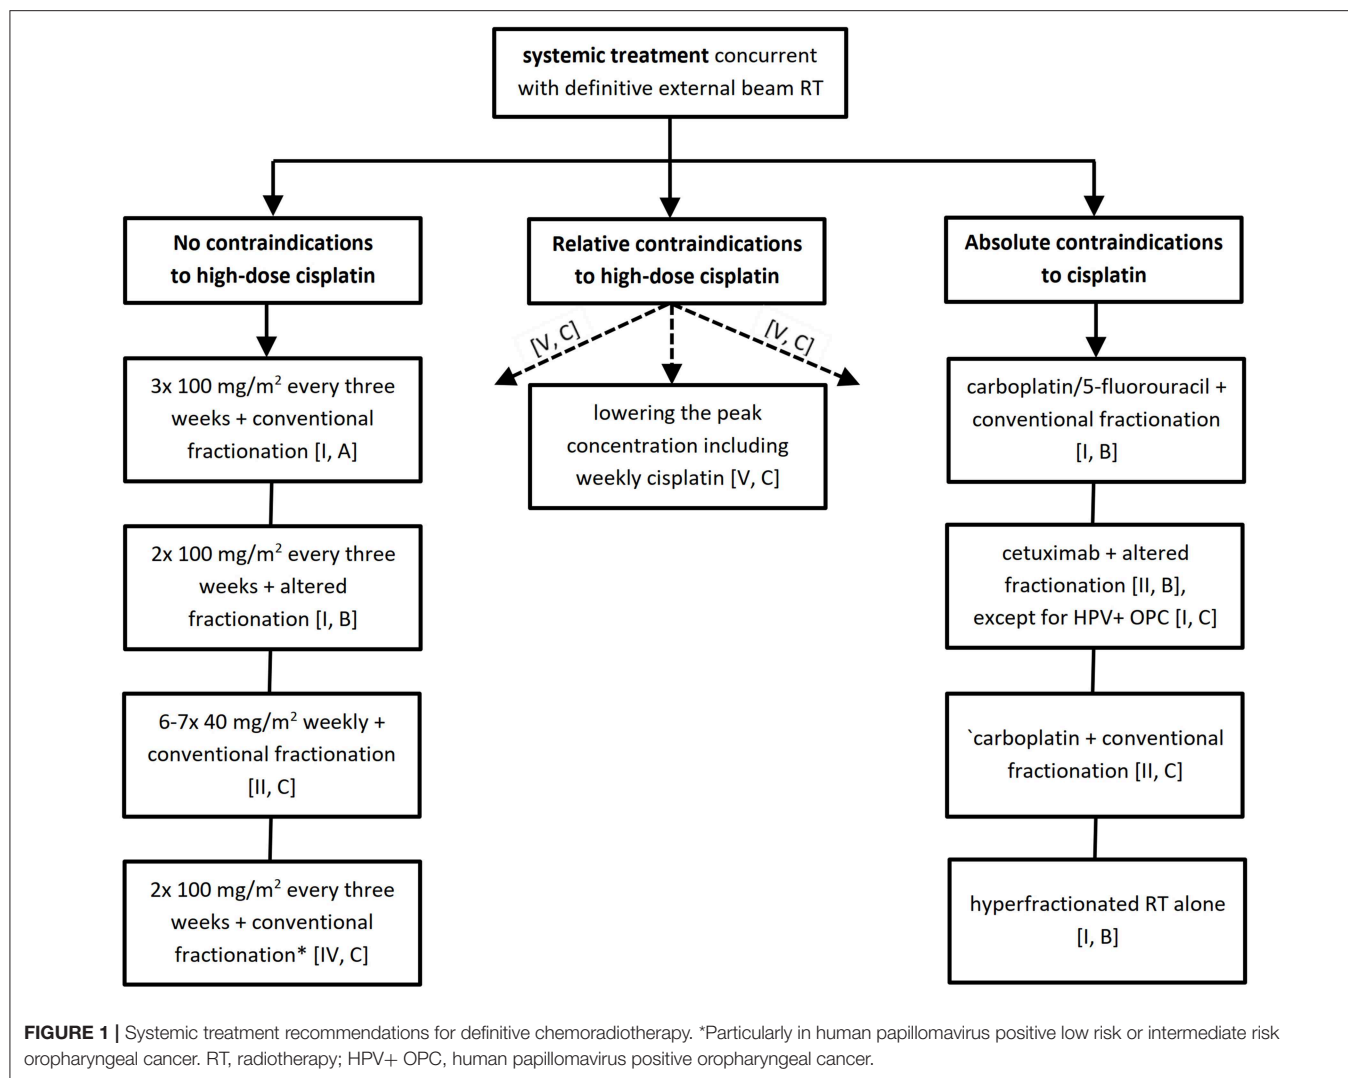 systemic treatment concurrent
with definitive external beam RT
No contraindications
to high-dose cisplatin
3x 100 mg/m² every three
weeks + conventional
fractionation [I, A]
2x 100 mg/m² every three
weeks + altered
fractionation [I, B]
6-7x 40 mg/m² weekly +
conventional fractionation
[II, C]
2x 100 mg/m² every three
weeks + conventional
fractionation* [IV, C]
Relative contraindications
to high-dose cisplatin
[V, C]
[V, C]
lowering the peak
concentration including
weekly cisplatin [V, C]
Absolute contraindications
to cisplatin
carboplatin/5-fluorouracil +
conventional fractionation
[I, B]
cetuximab + altered
fractionation [II, B],
except for HPV+ OPC [I, C]
`carboplatin + conventional
fractionation [II, C]
hyperfractionated RT alone
[I, B]
FIGURE 1 | Systemic treatment recommendations for definitive chemoradiotherapy. *Particularly in human papillomavirus positive low risk or intermediate risk
oropharyngeal cancer. RT, radiotherapy; HPV+ OPC, human papillomavirus positive oropharyngeal cancer.